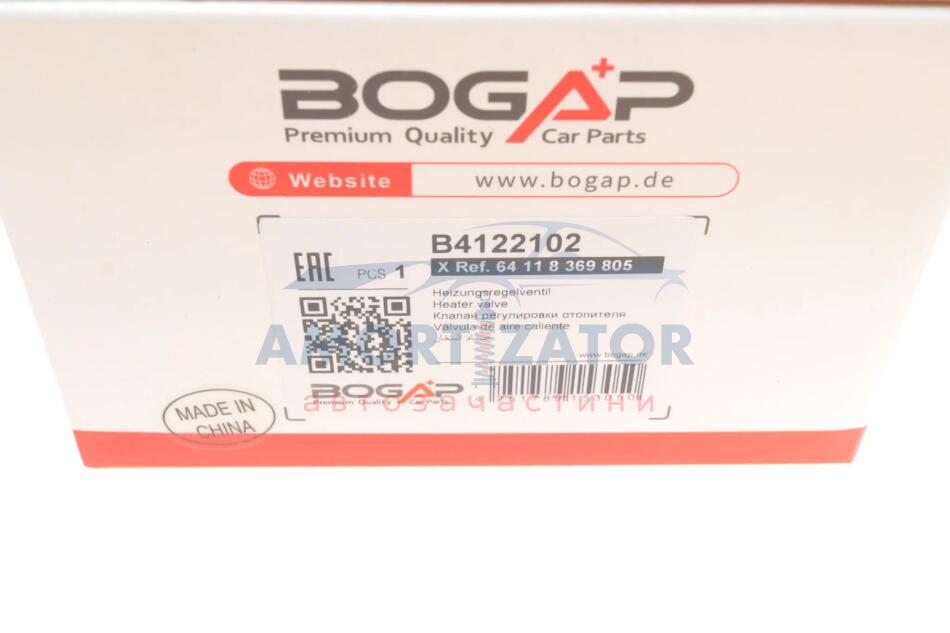 BOGAP
Premium Quality Car Parts
Website www.bogap.de
B4122102
EAC PCS 1 X Ref. 64 11 8 369 805
Heizungsregelventil
Heater valve
Клапан регулировки отопителя
Válvula de aire caliente
www.bogap.de
AMORTIZATOR
BOGAP
Premium Quality Car Parts
автозапчастини
MADE IN
CHINA